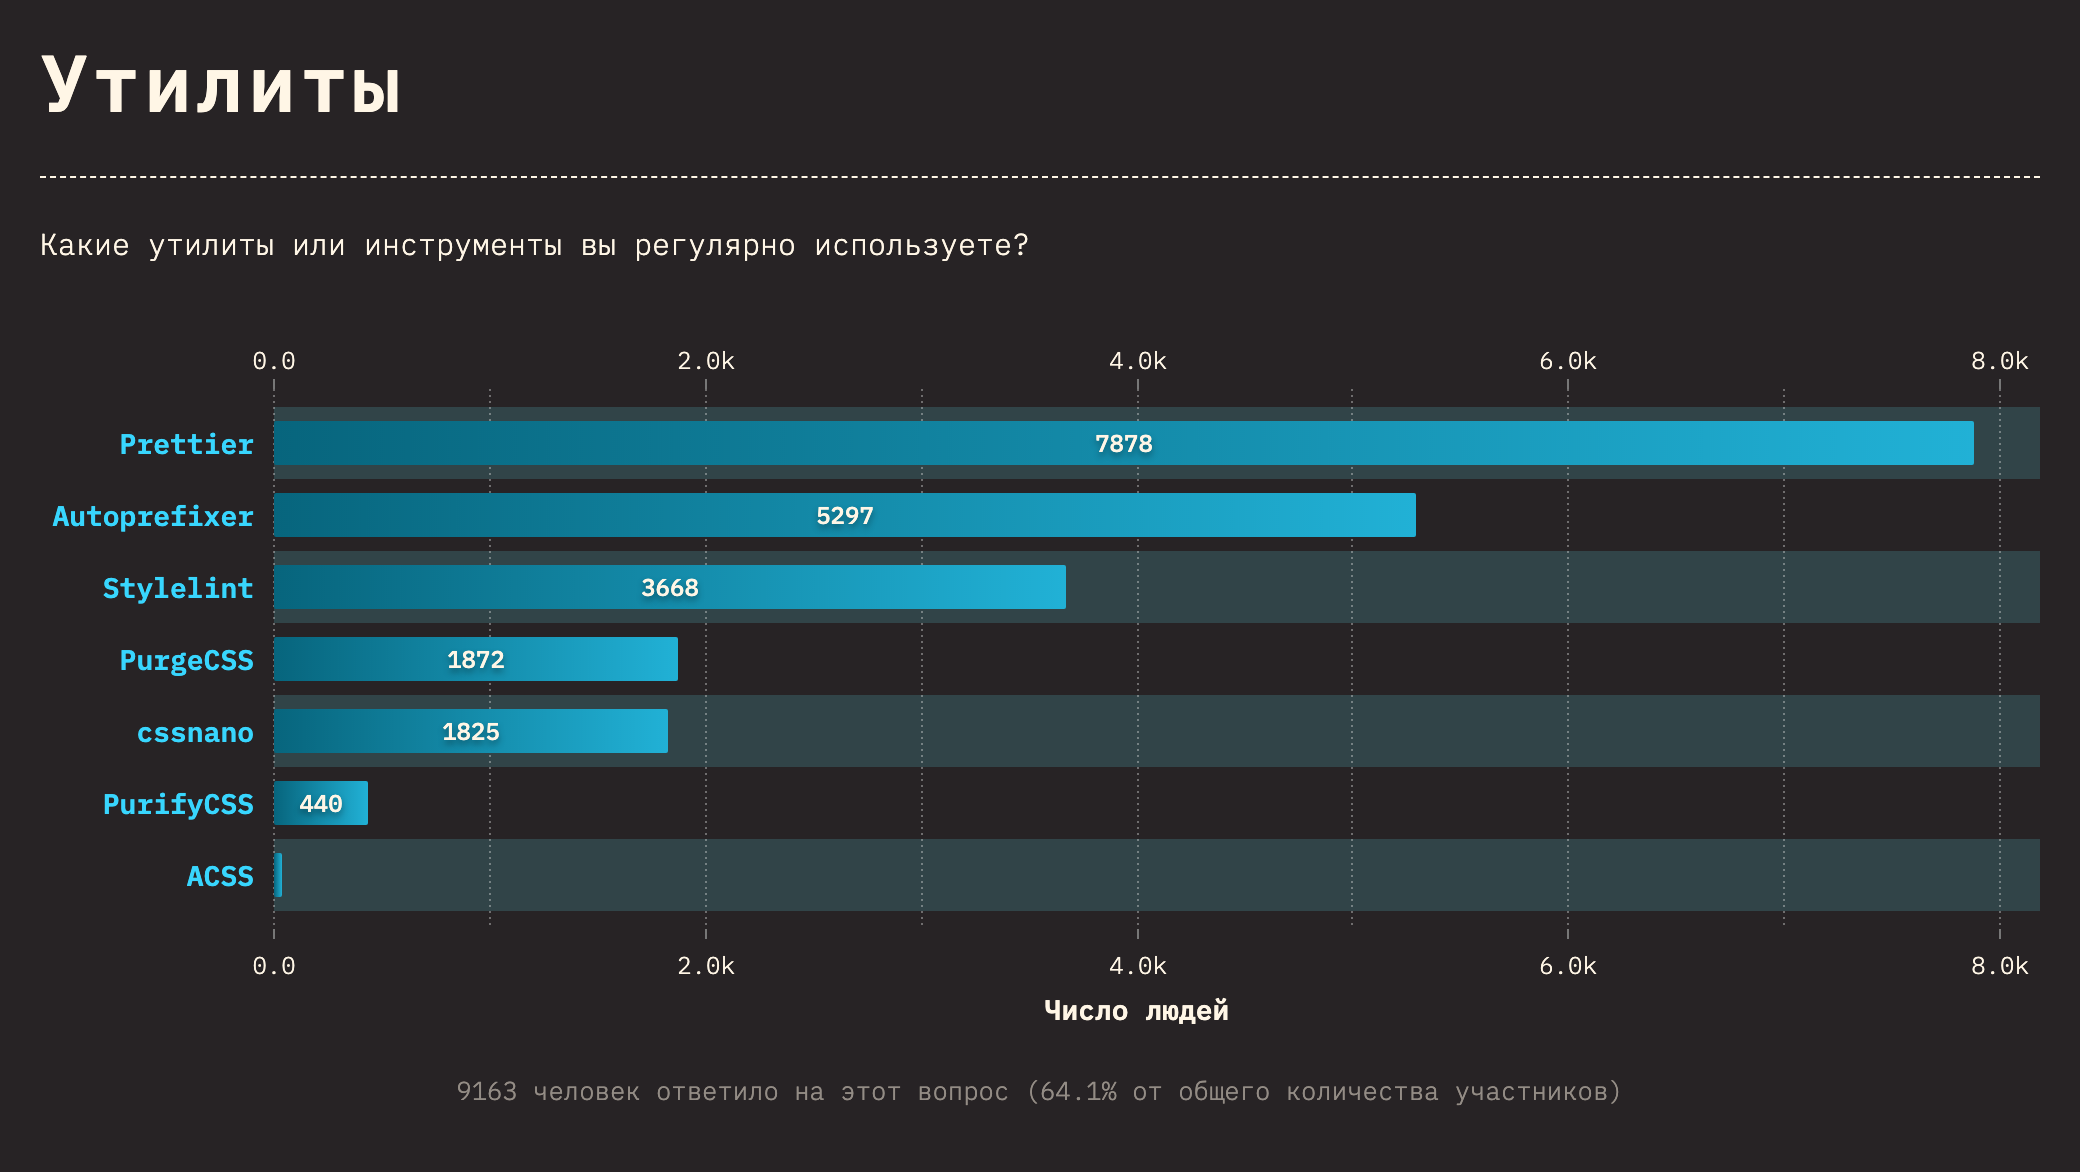 Утилиты
Какие утилиты или инструменты вы регулярно используете?
0.0 2.0k 4.0k 6.0k 8.0k
Prettier 7878
Autoprefixer 5297
Stylelint 3668
PurgeCSS 1872
cssnano 1825
PurifyCSS 440
ACSS
0.0 2.0k 4.0k 6.0k 8.0k
Число людей
9163 человек ответило на этот вопрос (64.1% от общего количества участников)